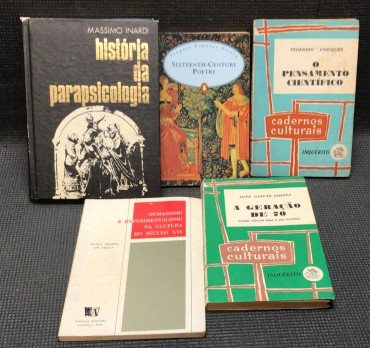 MASSIMO INARDI
história
da
parapsicologia
Penguin Popular Poetry
SIXTEENTH-CENTURY
POETRY
FEDERIGO ENRIQUES
O
PENSAMENTO
CIENTÍFICO
cadernos
culturais
INQUÉRITO
HUMANISMO
E EXPERIMENTALISMO
NA CULTURA
DO SÉCULO XVI
JOÃO GASPAR SIMÕES
A GERAÇÃO
DE 70
cadernos
culturais
INQUÉRITO